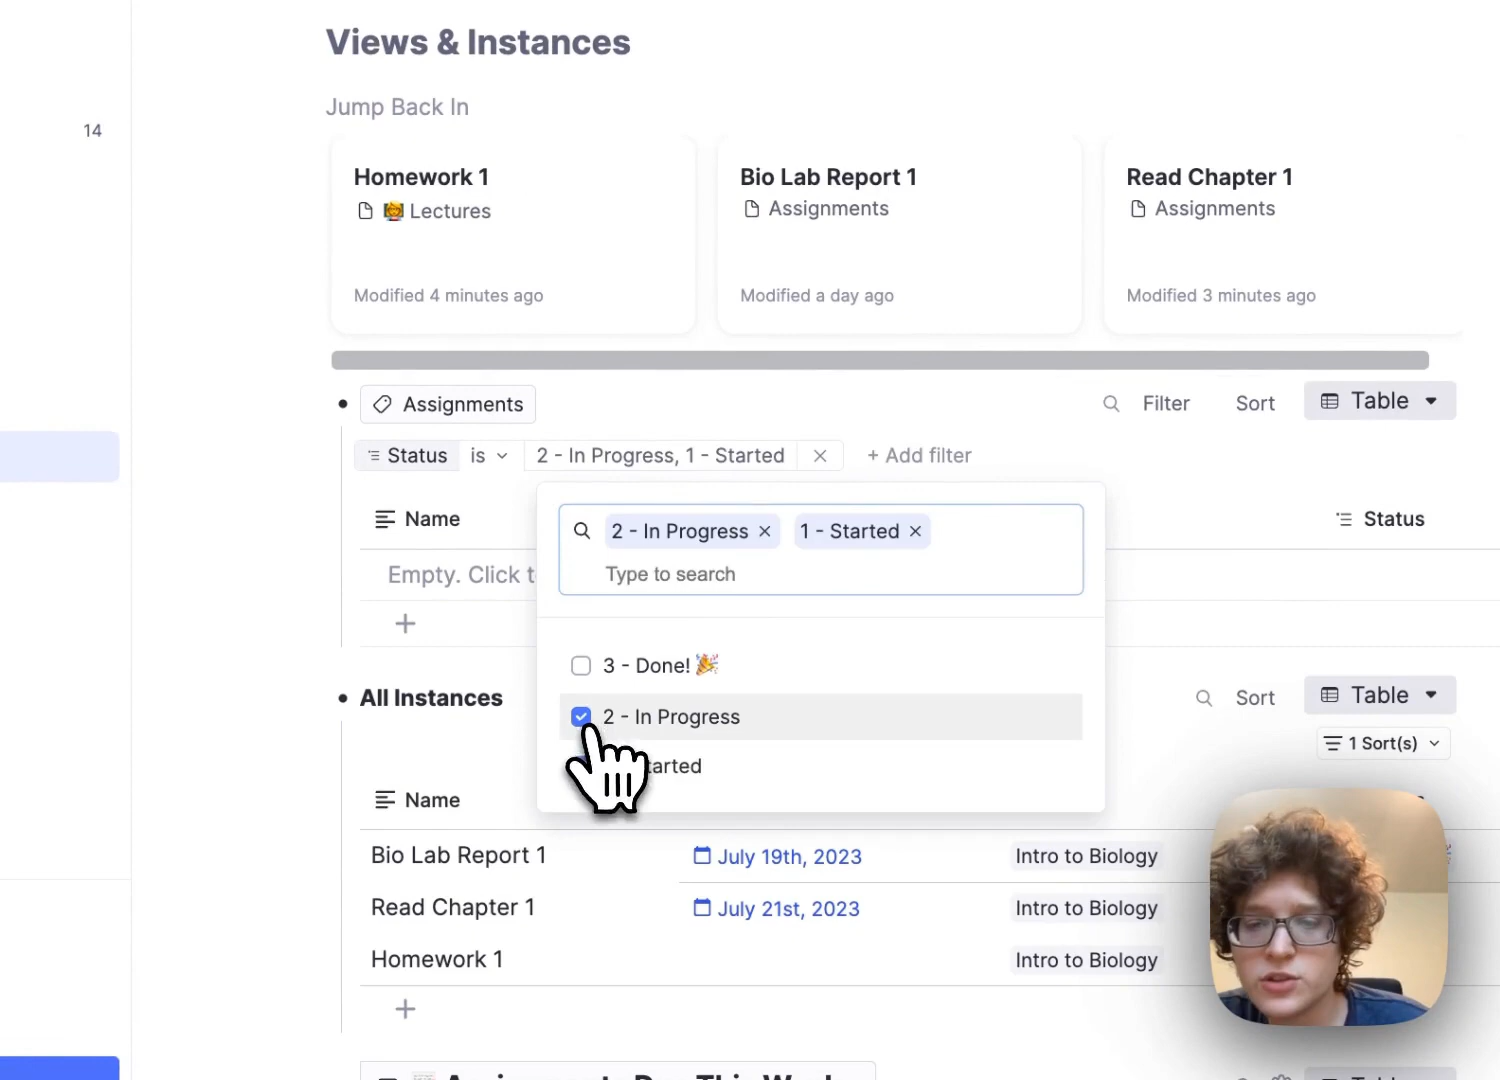 Views & Instances
Jump Back In
14
Homework 1
Lectures
Modified 4 minutes ago
Bio Lab Report 1
Assignments
Modified a day ago
Read Chapter 1
Assignments
Modified 3 minutes ago
Assignments
Filter
Sort
Table
Status
is
2 - In Progress, 1 - Started
+ Add filter
2 - In Progress
1 - Started
Type to search
Name
Status
Empty. Click
3 - Done! 🎉
2 - In Progress
tarted
All Instances
Sort
Table
1 Sort(s)
Name
Bio Lab Report 1
July 19th, 2023
Intro to Biology
Read Chapter 1
July 21st, 2023
Intro to Biology
Homework 1
Intro to Biology